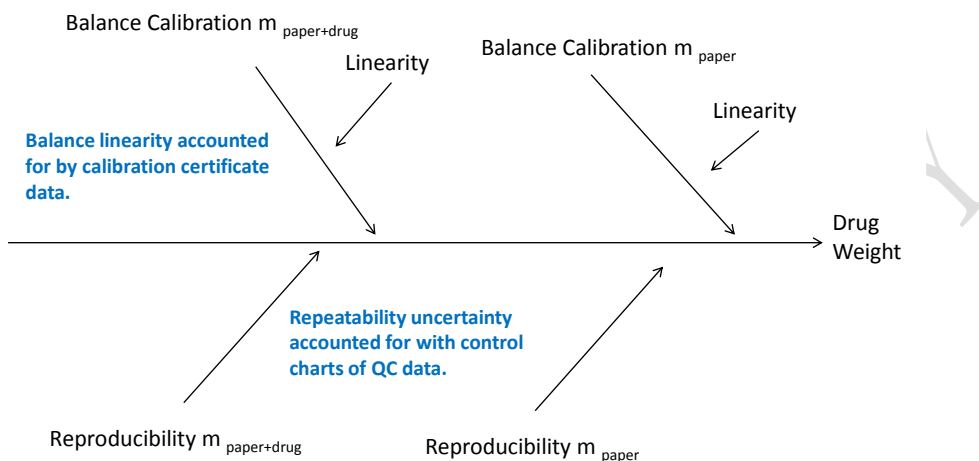 Balance Calibration m paper+drug
Linearity
Balance Calibration m paper
Linearity
Balance linearity accounted
for by calibration certificate
data.
Drug
Weight
Repeatability uncertainty
accounted for with control
charts of QC data.
Reproducibility m paper+drug
Reproducibility m paper